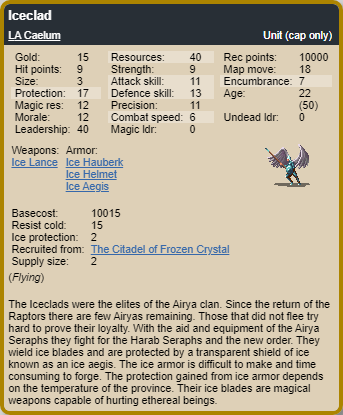 Iceclad
LA Caelum Unit (cap only)
Gold: 15 Resources: 40 Rec points: 10000
Hit points: 9 Strength: 9 Map move: 18
Size: 3 Attack skill: 11 Encumbrance: 7
Protection: 17 Defence skill: 13 Age: 22
Magic res: 12 Precision: 11 (50)
Morale: 12 Combat speed: 6 Undead ldr: 0
Leadership: 40 Magic ldr: 0
Weapons: Armor:
Ice Lance Ice Hauberk
Ice Helmet
Ice Aegis
Basecost: 10015
Resist cold: 15
Ice protection: 2
Recruited from: The Citadel of Frozen Crystal
Supply size: 2
(Flying)
The Iceclads were the elites of the Airya clan. Since the return of the
Raptors there are few Airyas remaining. Those that did not flee try
hard to prove their loyalty. With the aid and equipment of the Airya
Seraphs they fight for the Harab Seraphs and the new order. They
wield ice blades and are protected by a transparent shield of ice
known as an ice aegis. The ice armor is difficult to make and time
consuming to forge. The protection gained from ice armor depends
on the temperature of the province. Their ice blades are magical
weapons capable of hurting ethereal beings.